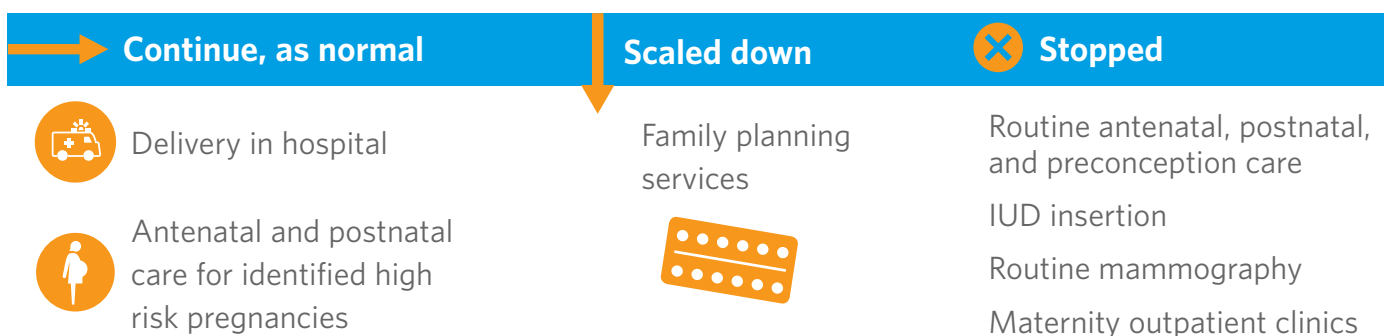 Continue, as normal
Delivery in hospital
Antenatal and postnatal
care for identified high
risk pregnancies
Scaled down
Family planning
services
Stopped
Routine antenatal, postnatal,
and preconception care
IUD insertion
Routine mammography
Maternity outpatient clinics